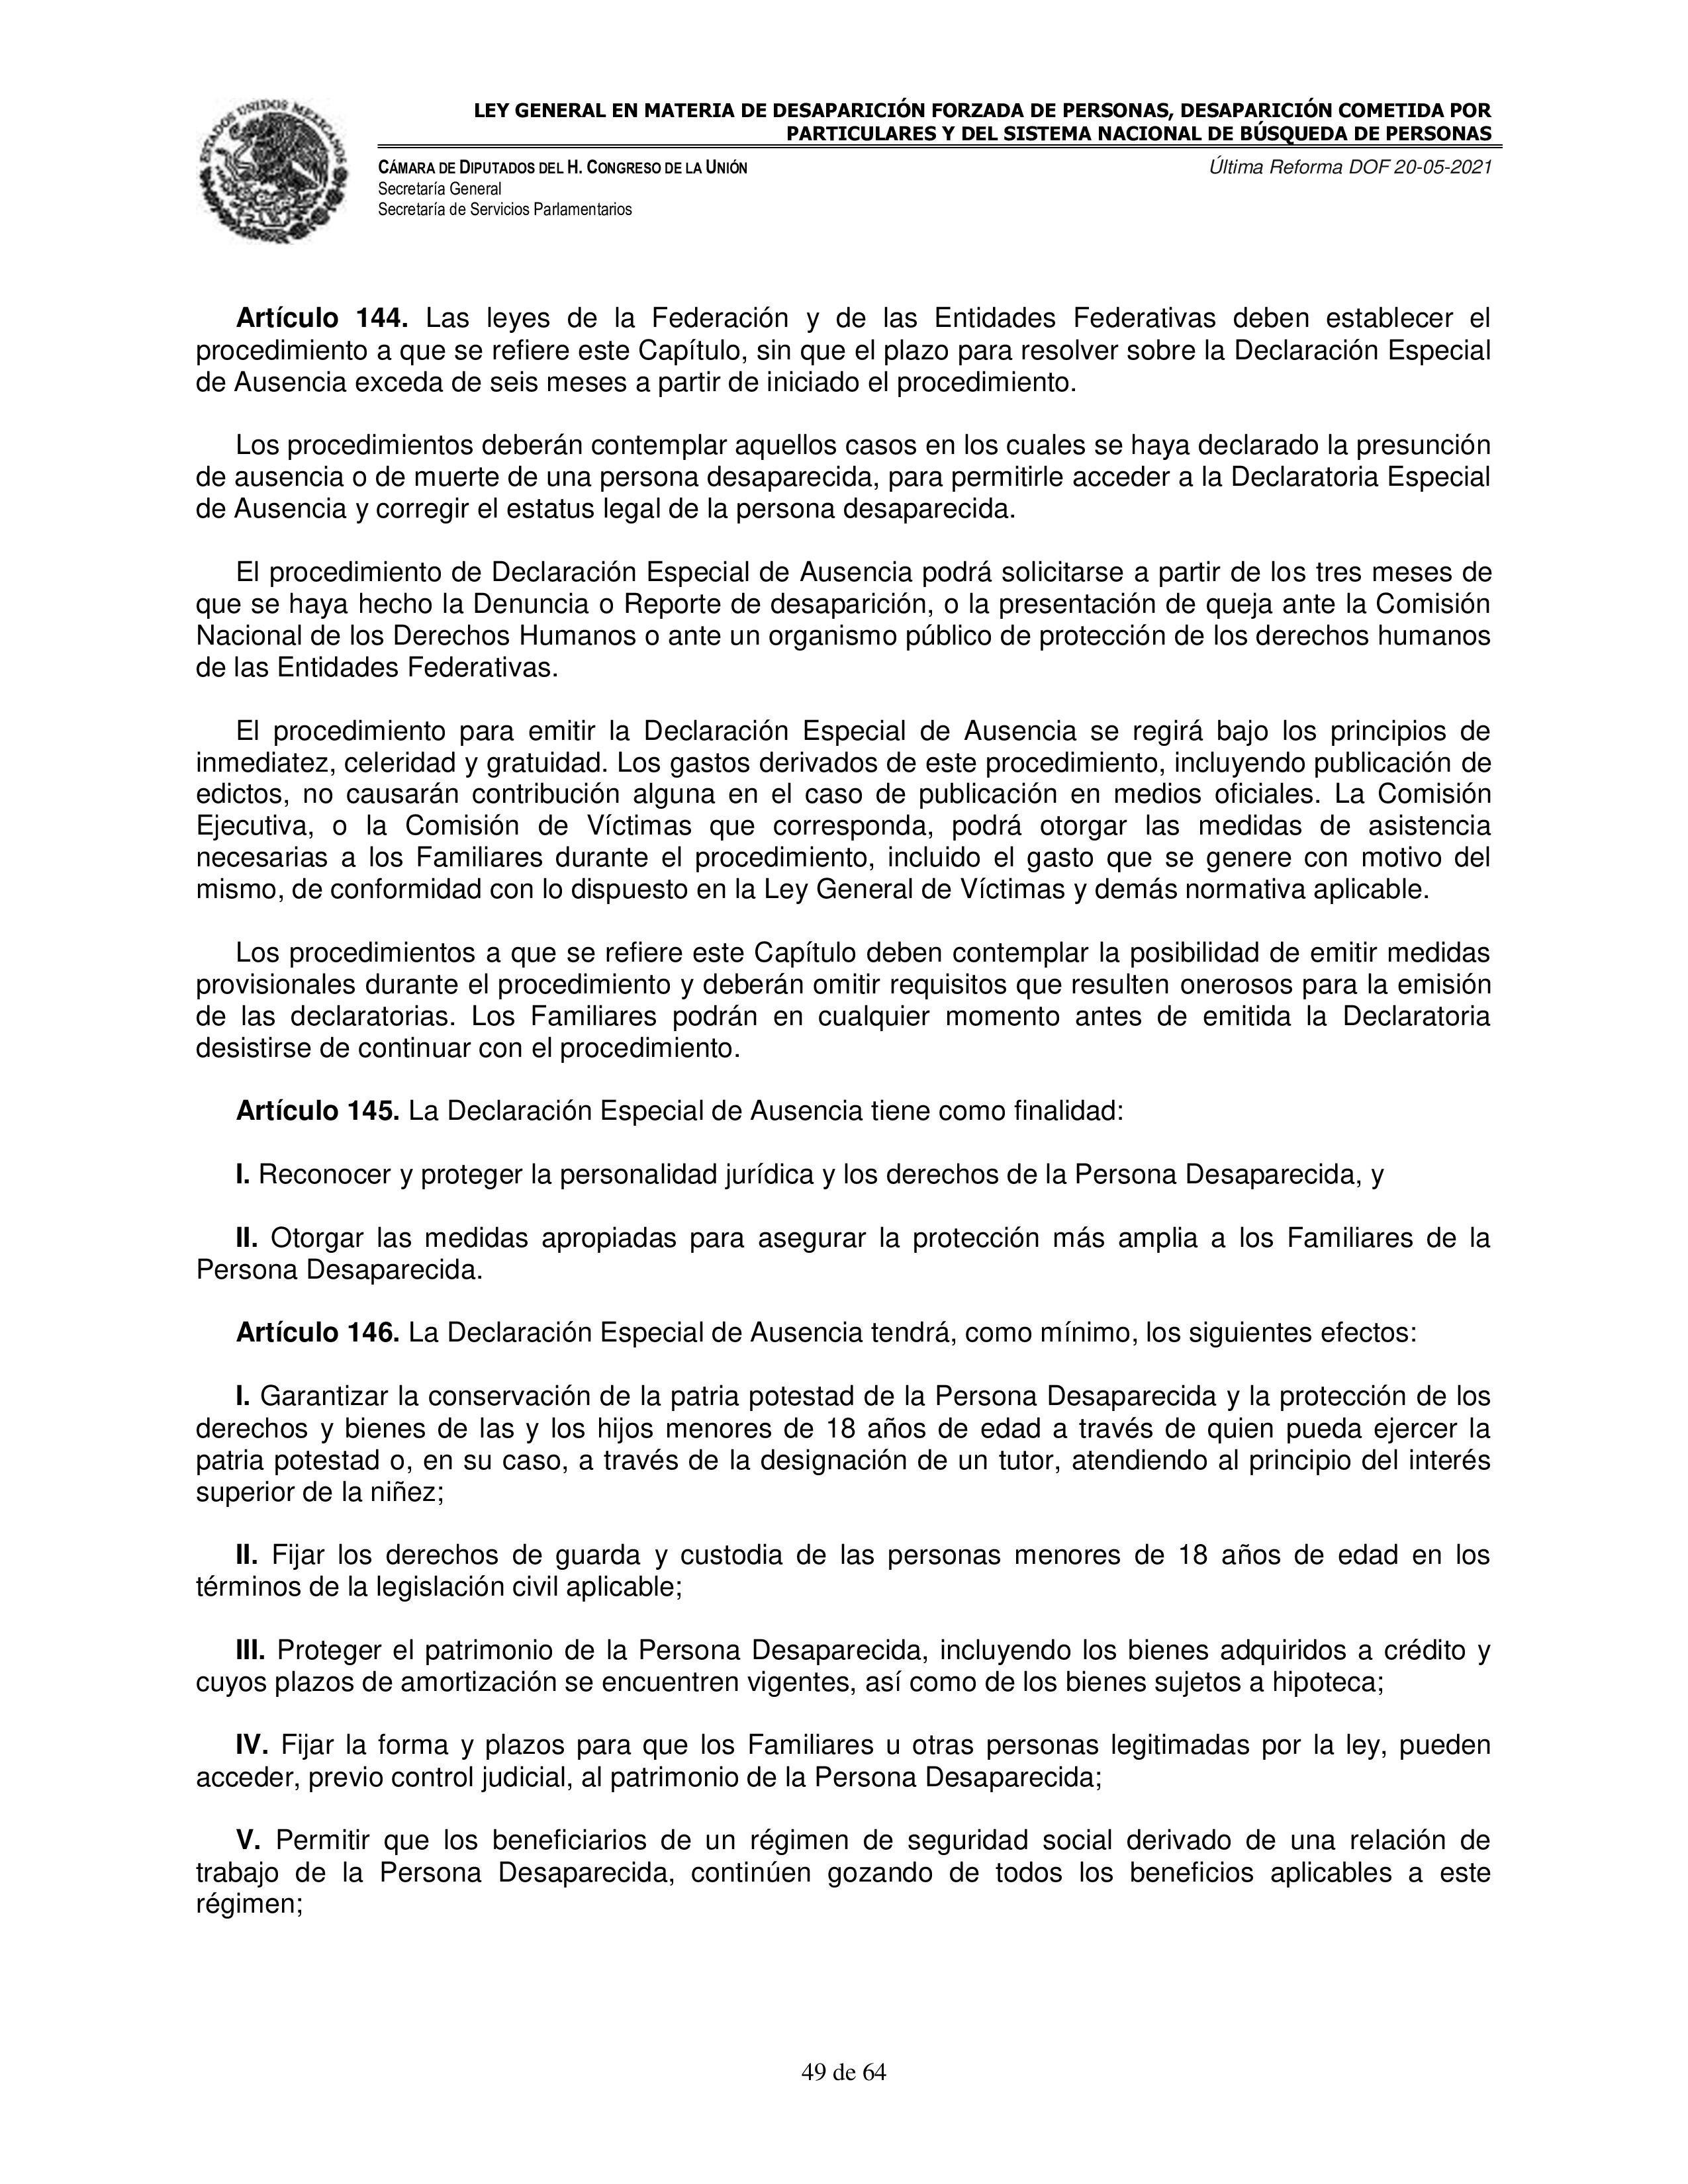 ESTADOS UNIDOS MEXICANOS
LEY GENERAL EN MATERIA DE DESAPARICIÓN FORZADA DE PERSONAS, DESAPARICIÓN COMETIDA POR
PARTICULARES Y DEL SISTEMA NACIONAL DE BÚSQUEDA DE PERSONAS
CÁMARA DE DIPUTADOS DEL H. CONGRESO DE LA UNIÓN
Secretaría General
Secretaría de Servicios Parlamentarios
Última Reforma DOF 20-05-2021
Artículo 144. Las leyes de la Federación y de las Entidades Federativas deben establecer el
procedimiento a que se refiere este Capítulo, sin que el plazo para resolver sobre la Declaración Especial
de Ausencia exceda de seis meses a partir de iniciado el procedimiento.
Los procedimientos deberán contemplar aquellos casos en los cuales se haya declarado la presunción
de ausencia o de muerte de una persona desaparecida, para permitirle acceder a la Declaratoria Especial
de Ausencia y corregir el estatus legal de la persona desaparecida.
El procedimiento de Declaración Especial de Ausencia podrá solicitarse a partir de los tres meses de
que se haya hecho la Denuncia o Reporte de desaparición, o la presentación de queja ante la Comisión
Nacional de los Derechos Humanos o ante un organismo público de protección de los derechos humanos
de las Entidades Federativas.
El procedimiento para emitir la Declaración Especial de Ausencia se regirá bajo los principios de
inmediatez, celeridad y gratuidad. Los gastos derivados de este procedimiento, incluyendo publicación de
edictos, no causarán contribución alguna en el caso de publicación en medios oficiales. La Comisión
Ejecutiva, o la Comisión de Víctimas que corresponda, podrá otorgar las medidas de asistencia
necesarias a los Familiares durante el procedimiento, incluido el gasto que se genere con motivo del
mismo, de conformidad con lo dispuesto en la Ley General de Víctimas y demás normativa aplicable.
Los procedimientos a que se refiere este Capítulo deben contemplar la posibilidad de emitir medidas
provisionales durante el procedimiento y deberán omitir requisitos que resulten onerosos para la emisión
de las declaratorias. Los Familiares podrán en cualquier momento antes de emitida la Declaratoria
desistirse de continuar con el procedimiento.
Artículo 145. La Declaración Especial de Ausencia tiene como finalidad:
I. Reconocer y proteger la personalidad jurídica y los derechos de la Persona Desaparecida, y
II. Otorgar las medidas apropiadas para asegurar la protección más amplia a los Familiares de la
Persona Desaparecida.
Artículo 146. La Declaración Especial de Ausencia tendrá, como mínimo, los siguientes efectos:
I. Garantizar la conservación de la patria potestad de la Persona Desaparecida y la protección de los
derechos y bienes de las y los hijos menores de 18 años de edad a través de quien pueda ejercer la
patria potestad o, en su caso, a través de la designación de un tutor, atendiendo al principio del interés
superior de la niñez;
II. Fijar los derechos de guarda y custodia de las personas menores de 18 años de edad en los
términos de la legislación civil aplicable;
III. Proteger el patrimonio de la Persona Desaparecida, incluyendo los bienes adquiridos a crédito y
cuyos plazos de amortización se encuentren vigentes, así como de los bienes sujetos a hipoteca;
IV. Fijar la forma y plazos para que los Familiares u otras personas legitimadas por la ley, pueden
acceder, previo control judicial, al patrimonio de la Persona Desaparecida;
V. Permitir que los beneficiarios de un régimen de seguridad social derivado de una relación de
trabajo de la Persona Desaparecida, continúen gozando de todos los beneficios aplicables a este
régimen;
49 de 64